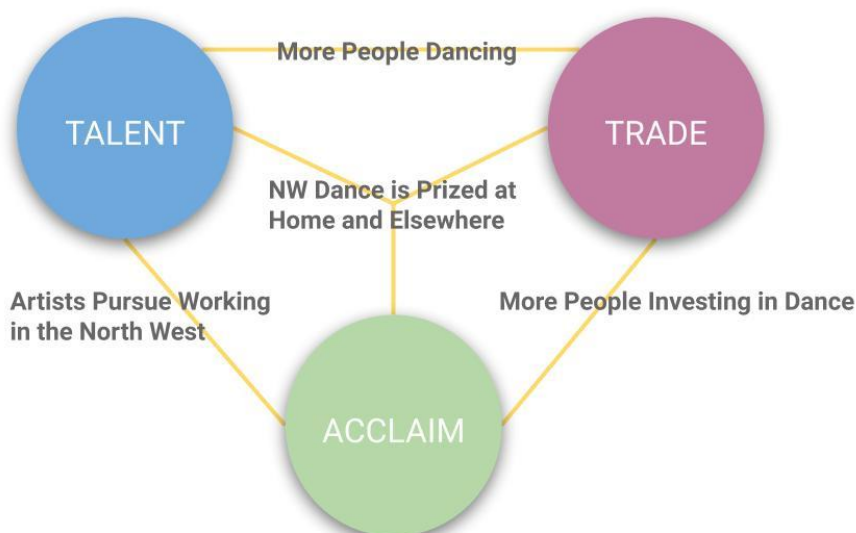 More People Dancing
TALENT
TRADE
NW Dance is Prized at
Home and Elsewhere
Artists Pursue Working
in the North West
More People Investing in Dance
ACCLAIM